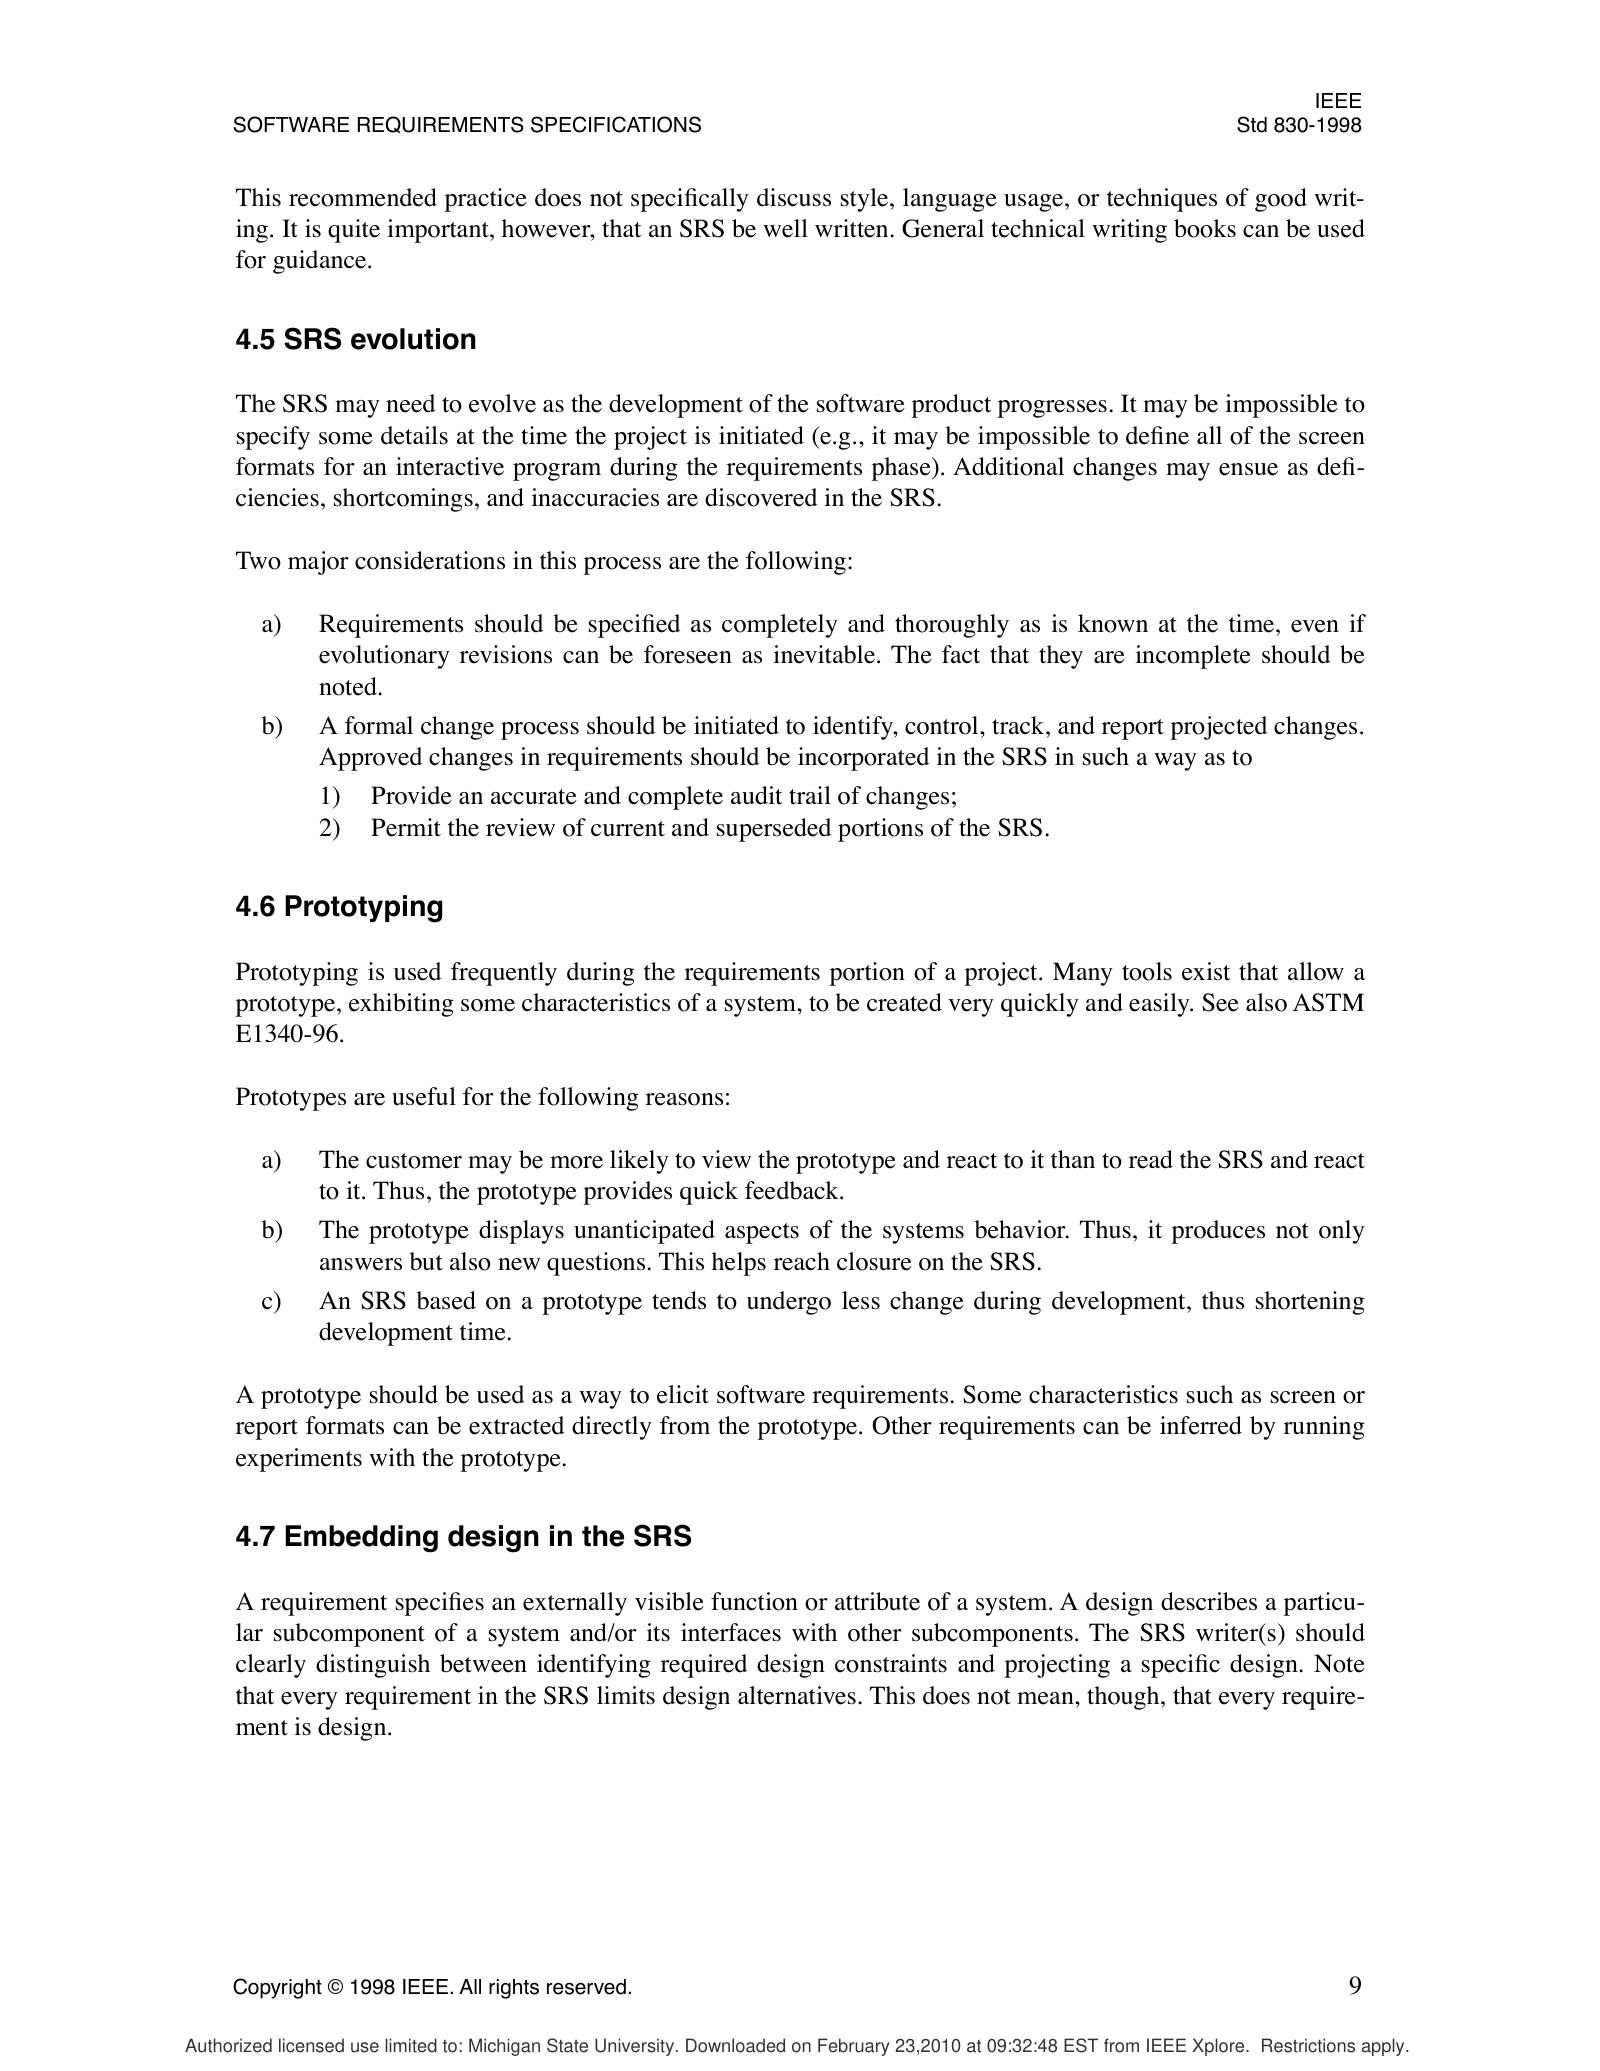 IEEE
SOFTWARE REQUIREMENTS SPECIFICATIONS Std 830-1998
This recommended practice does not specifically discuss style, language usage, or techniques of good writ-
ing. It is quite important, however, that an SRS be well written. General technical writing books can be used
for guidance.
4.5 SRS evolution
The SRS may need to evolve as the development of the software product progresses. It may be impossible to
specify some details at the time the project is initiated (e.g., it may be impossible to define all of the screen
formats for an interactive program during the requirements phase). Additional changes may ensue as defi-
ciencies, shortcomings, and inaccuracies are discovered in the SRS.
Two major considerations in this process are the following:
a) Requirements should be specified as completely and thoroughly as is known at the time, even if
evolutionary revisions can be foreseen as inevitable. The fact that they are incomplete should be
noted.
b) A formal change process should be initiated to identify, control, track, and report projected changes.
Approved changes in requirements should be incorporated in the SRS in such a way as to
1) Provide an accurate and complete audit trail of changes;
2) Permit the review of current and superseded portions of the SRS.
4.6 Prototyping
Prototyping is used frequently during the requirements portion of a project. Many tools exist that allow a
prototype, exhibiting some characteristics of a system, to be created very quickly and easily. See also ASTM
E1340-96.
Prototypes are useful for the following reasons:
a) The customer may be more likely to view the prototype and react to it than to read the SRS and react
to it. Thus, the prototype provides quick feedback.
b) The prototype displays unanticipated aspects of the systems behavior. Thus, it produces not only
answers but also new questions. This helps reach closure on the SRS.
c) An SRS based on a prototype tends to undergo less change during development, thus shortening
development time.
A prototype should be used as a way to elicit software requirements. Some characteristics such as screen or
report formats can be extracted directly from the prototype. Other requirements can be inferred by running
experiments with the prototype.
4.7 Embedding design in the SRS
A requirement specifies an externally visible function or attribute of a system. A design describes a particu-
lar subcomponent of a system and/or its interfaces with other subcomponents. The SRS writer(s) should
clearly distinguish between identifying required design constraints and projecting a specific design. Note
that every requirement in the SRS limits design alternatives. This does not mean, though, that every require-
ment is design.
Copyright © 1998 IEEE. All rights reserved. 9
Authorized licensed use limited to: Michigan State University. Downloaded on February 23,2010 at 09:32:48 EST from IEEE Xplore. Restrictions apply.